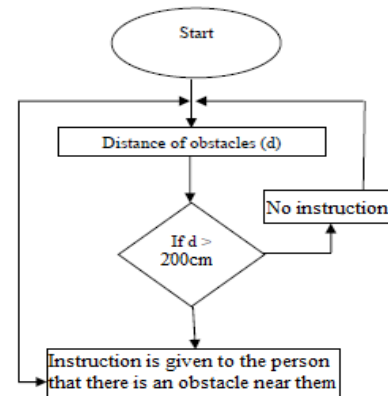 Start
Distance of obstacles (d)
No instruction
If d >
200cm
Instruction is given to the person
that there is an obstacle near them